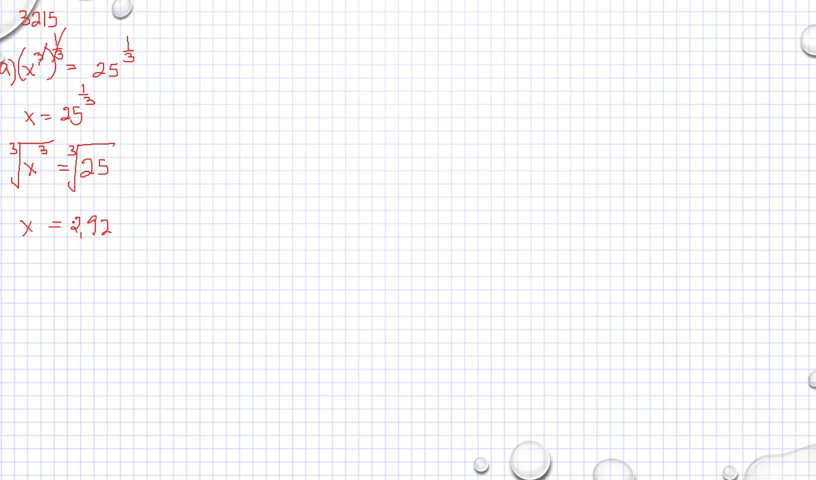 3215
a) (x³)^{1/3} = 25^{1/3}
x = 25^{1/3}
∛(x³) = ∛25
x = 2,92